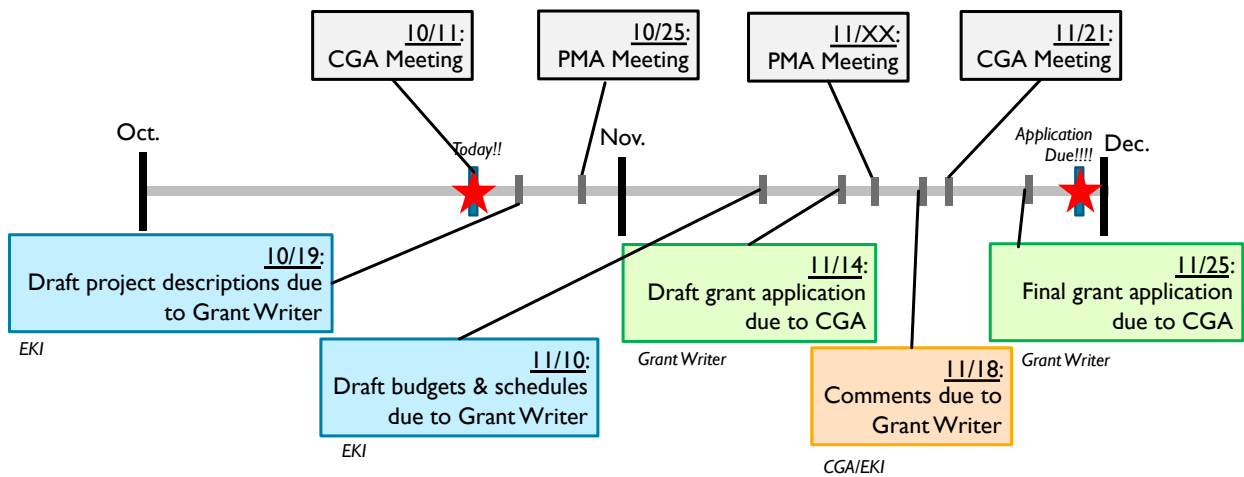 10/11:
CGA Meeting
10/25:
PMA Meeting
11/XX:
PMA Meeting
11/21:
CGA Meeting
Oct.
Today!!
Nov.
Application
Due!!!!
Dec.
10/19:
Draft project descriptions due
to Grant Writer
EKI
11/10:
Draft budgets & schedules
due to Grant Writer
EKI
11/14:
Draft grant application
due to CGA
Grant Writer
11/18:
Comments due to
Grant Writer
CGA/EKI
11/25:
Final grant application
due to CGA
Grant Writer